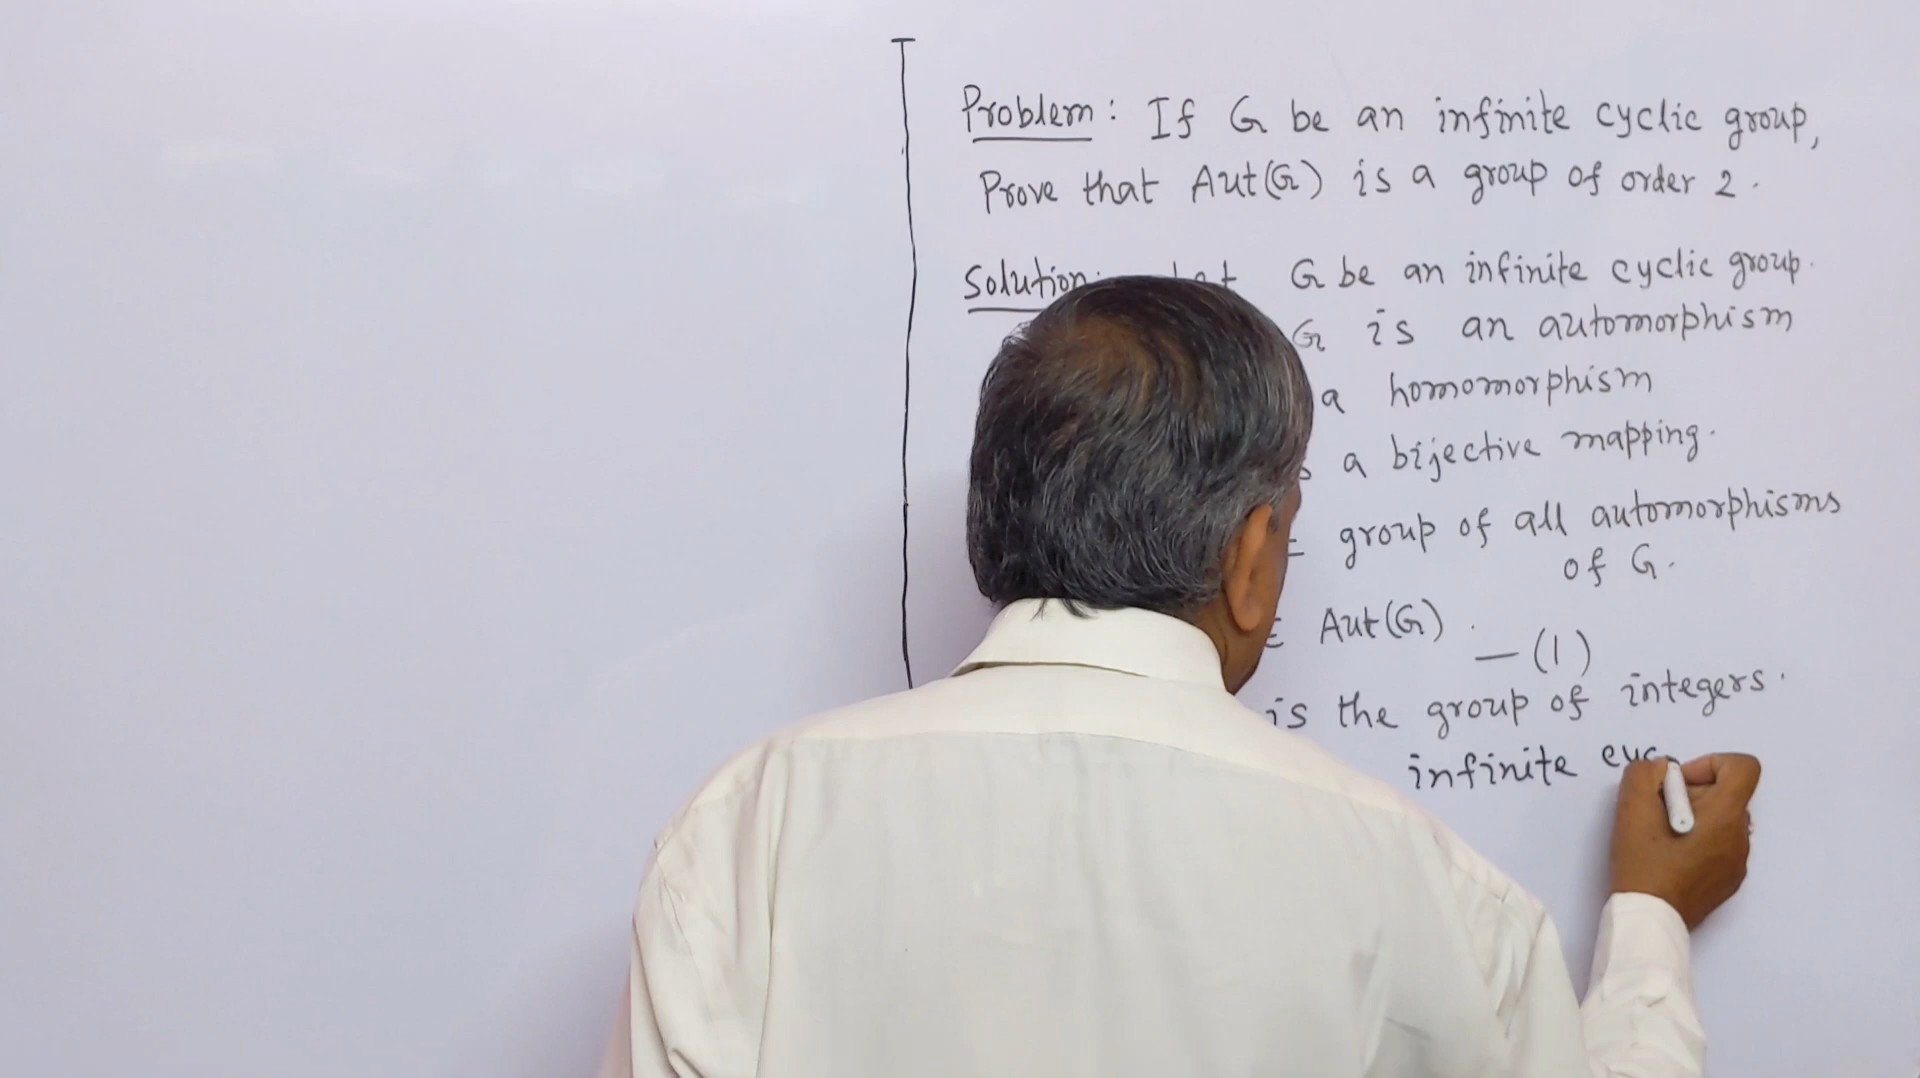 Problem: If G be an infinite cyclic group,
Prove that Aut(G) is a group of order 2.
Solution: G be an infinite cyclic group.
G is an automorphism
a homomorphism
a bijective mapping.
= group of all automorphisms
of G.
∈ Aut(G).
— (1)
is the group of integers.
infinite